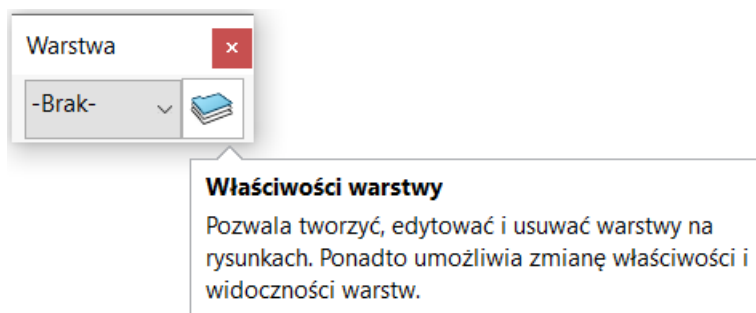 Warstwa
-Brak-
Właściwości warstwy
Pozwala tworzyć, edytować i usuwać warstwy na
rysunkach. Ponadto umożliwia zmianę właściwości i
widoczności warstw.